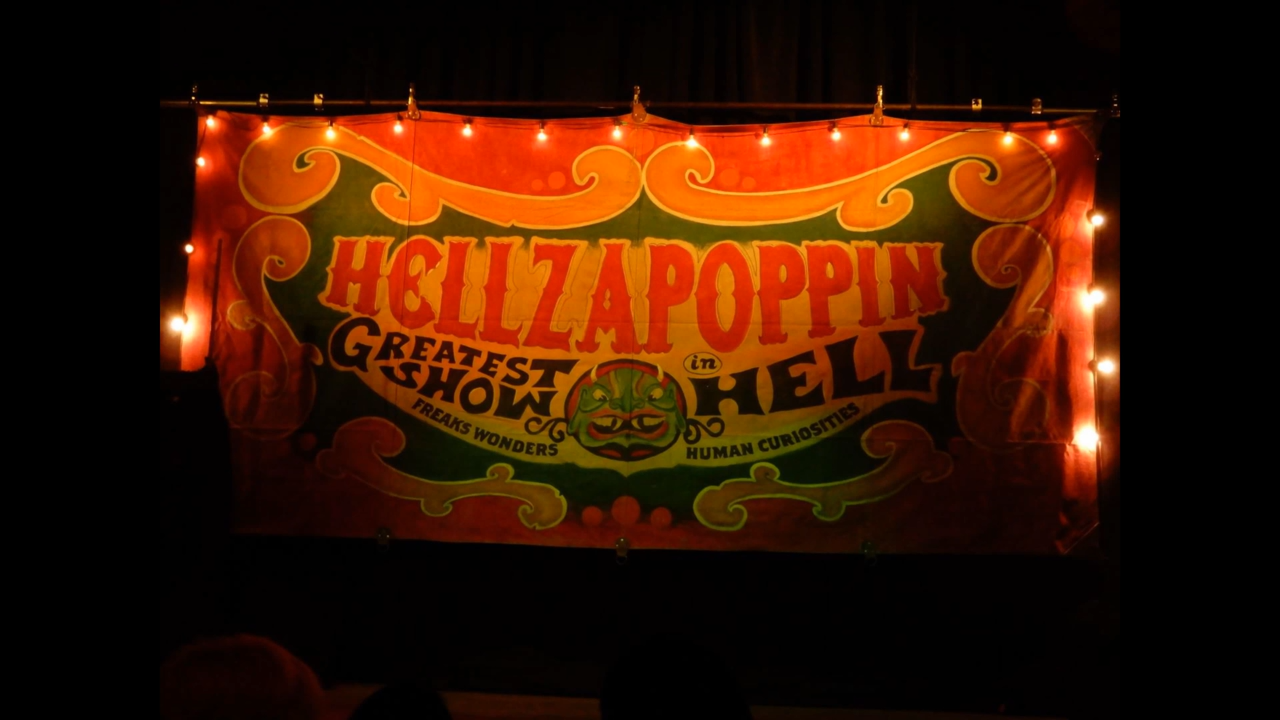 HELLZAPOPPIN
GREATEST
SHOW
in
HELL
FREAKS WONDERS
HUMAN CURIOSITIES